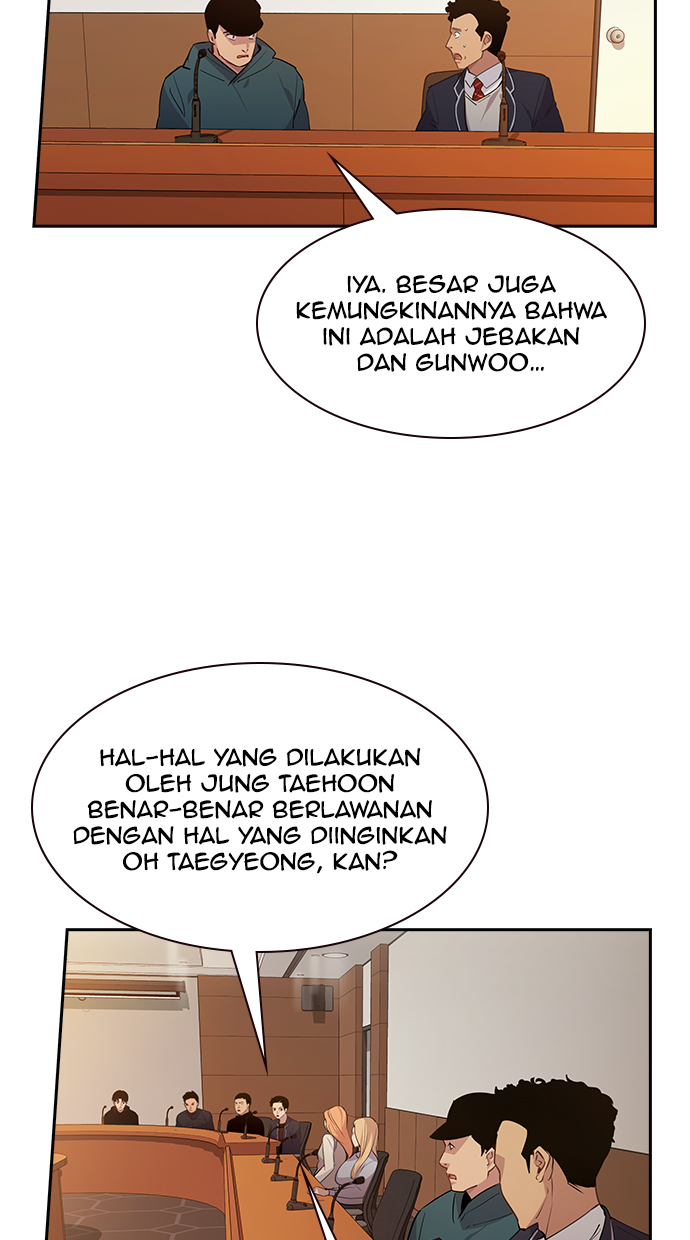 IYA. BESAR JUGA
KEMUNGKINANNYA BAHWA
INI ADALAH JEBAKAN
DAN GUNWOO...
HAL-HAL YANG DILAKUKAN
OLEH JUNG TAEHOON
BENAR-BENAR BERLAWANAN
DENGAN HAL YANG DIINGINKAN
OH TAEGYEONG, KAN?